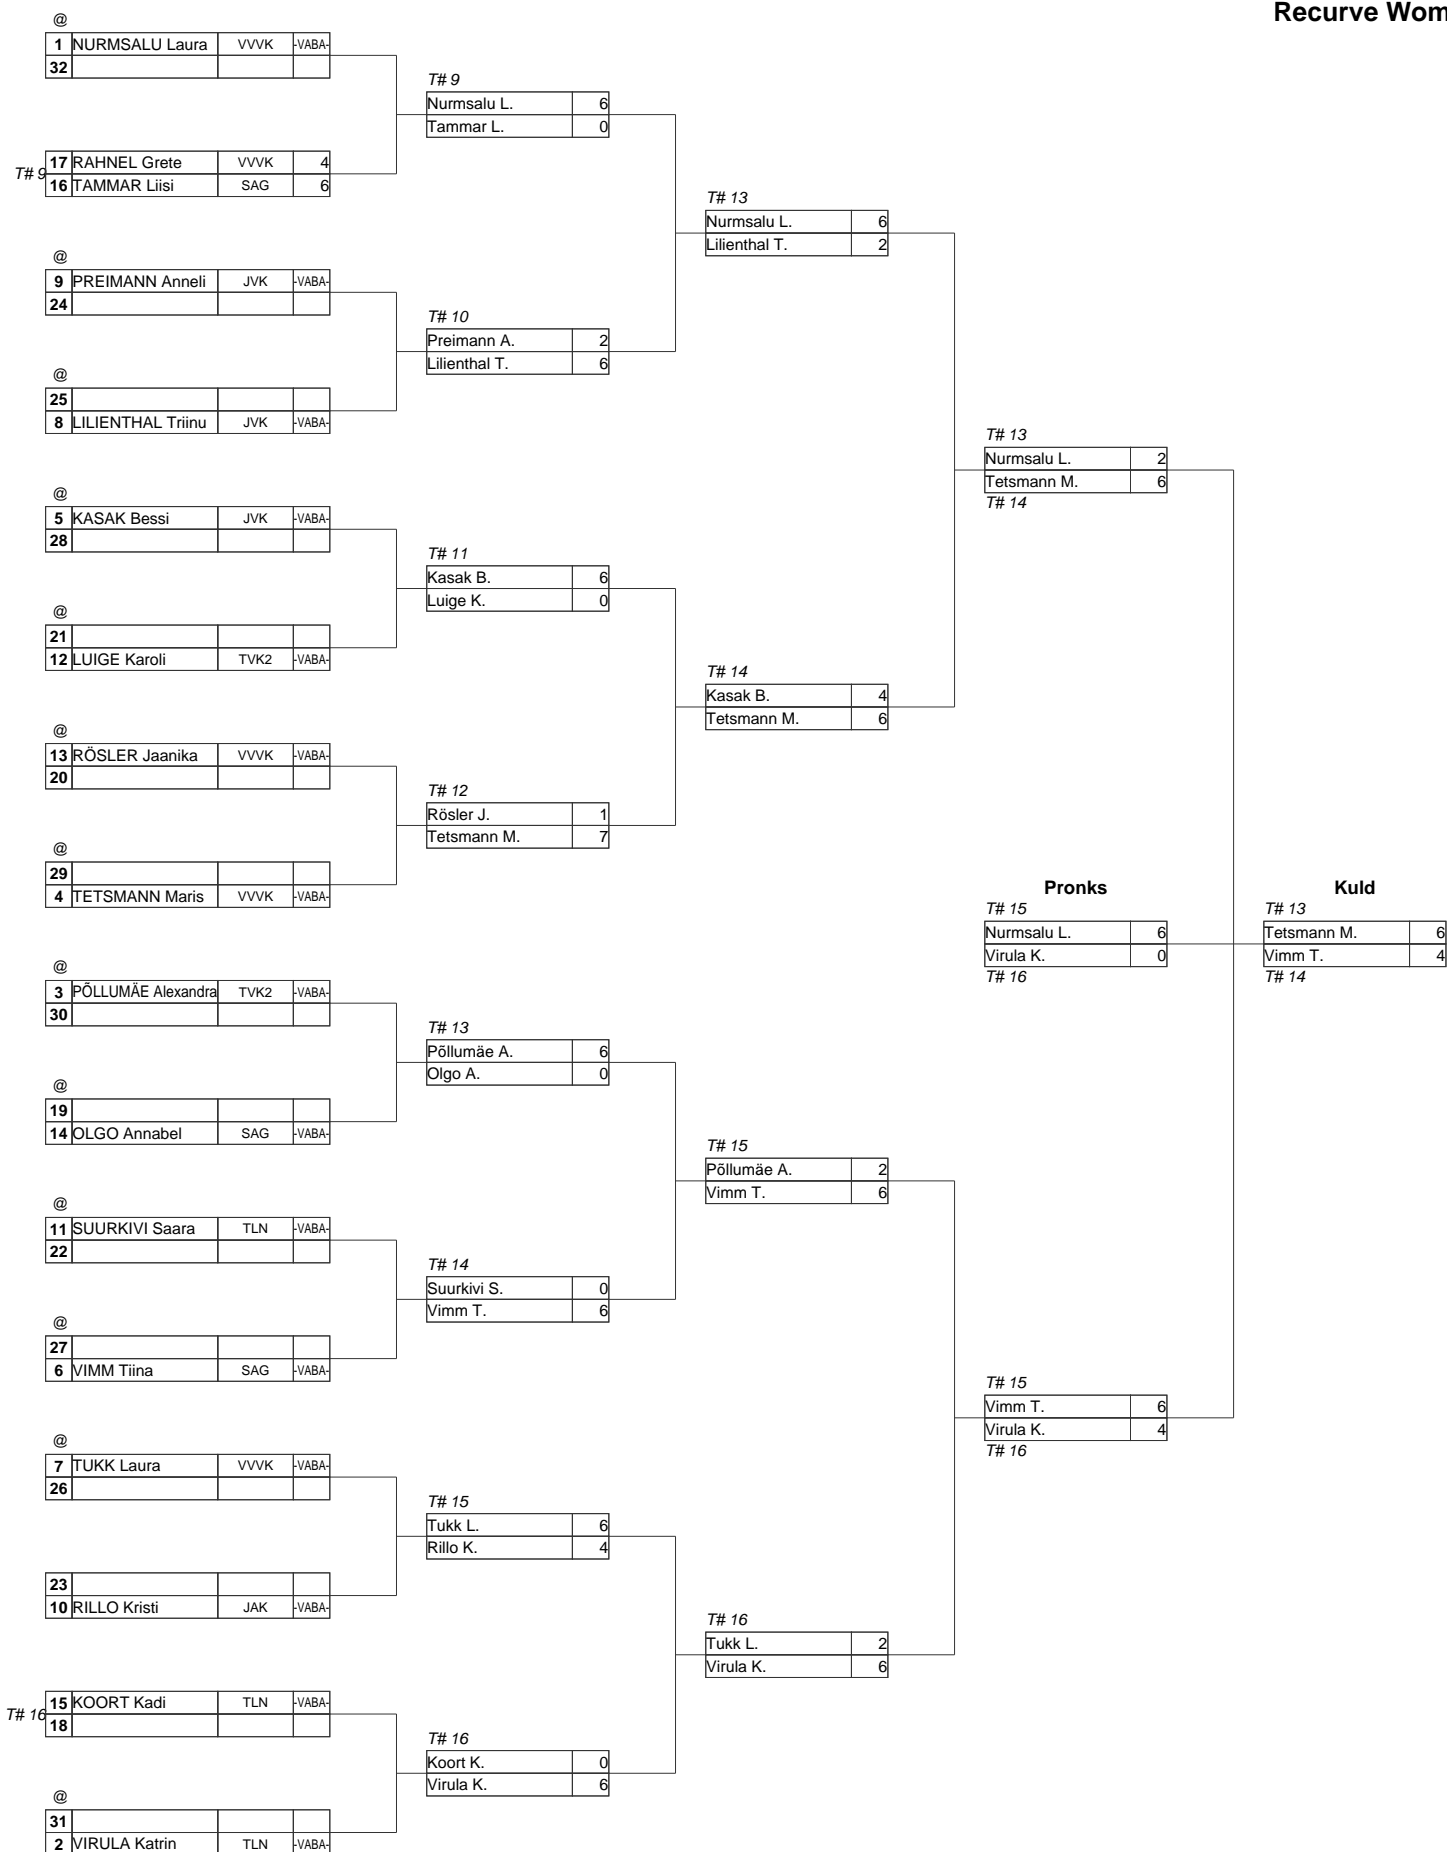 Recurve Wom
@
1 NURMSALU Laura VVVK -VABA-
32
T# 9
17 RAHNEL Grete VVVK 4
16 TAMMAR Liisi SAG 6
@
9 PREIMANN Anneli JVK -VABA-
24
@
25
8 LILIENTHAL Triinu JVK -VABA-
@
5 KASAK Bessi JVK -VABA-
28
@
21
12 LUIGE Karoli TVK2 -VABA-
@
13 RÖSLER Jaanika VVVK -VABA-
20
@
29
4 TETSMANN Maris VVVK -VABA-
@
3 PÕLLUMÄE Alexandra TVK2 -VABA-
30
@
19
14 OLGO Annabel SAG -VABA-
@
11 SUURKIVI Saara TLN -VABA-
22
@
27
6 VIMM Tiina SAG -VABA-
@
7 TUKK Laura VVVK -VABA-
26
23
10 RILLO Kristi JAK -VABA-
T# 16
15 KOORT Kadi TLN -VABA-
18
@
31
2 VIRULA Katrin TLN -VABA-
T# 9
Nurmsalu L. 6
Tammar L. 0
T# 10
Preimann A. 2
Lilienthal T. 6
T# 11
Kasak B. 6
Luige K. 0
T# 12
Rösler J. 1
Tetsmann M. 7
T# 13
Põllumäe A. 6
Olgo A. 0
T# 14
Suurkivi S. 0
Vimm T. 6
T# 15
Tukk L. 6
Rillo K. 4
T# 16
Koort K. 0
Virula K. 6
T# 13
Nurmsalu L. 6
Lilienthal T. 2
T# 14
Kasak B. 4
Tetsmann M. 6
T# 15
Põllumäe A. 2
Vimm T. 6
T# 16
Tukk L. 2
Virula K. 6
T# 13
Nurmsalu L. 2
Tetsmann M. 6
T# 14
T# 15
Vimm T. 6
Virula K. 4
T# 16
Pronks
T# 15
Nurmsalu L. 6
Virula K. 0
T# 16
Kuld
T# 13
Tetsmann M. 6
Vimm T. 4
T# 14